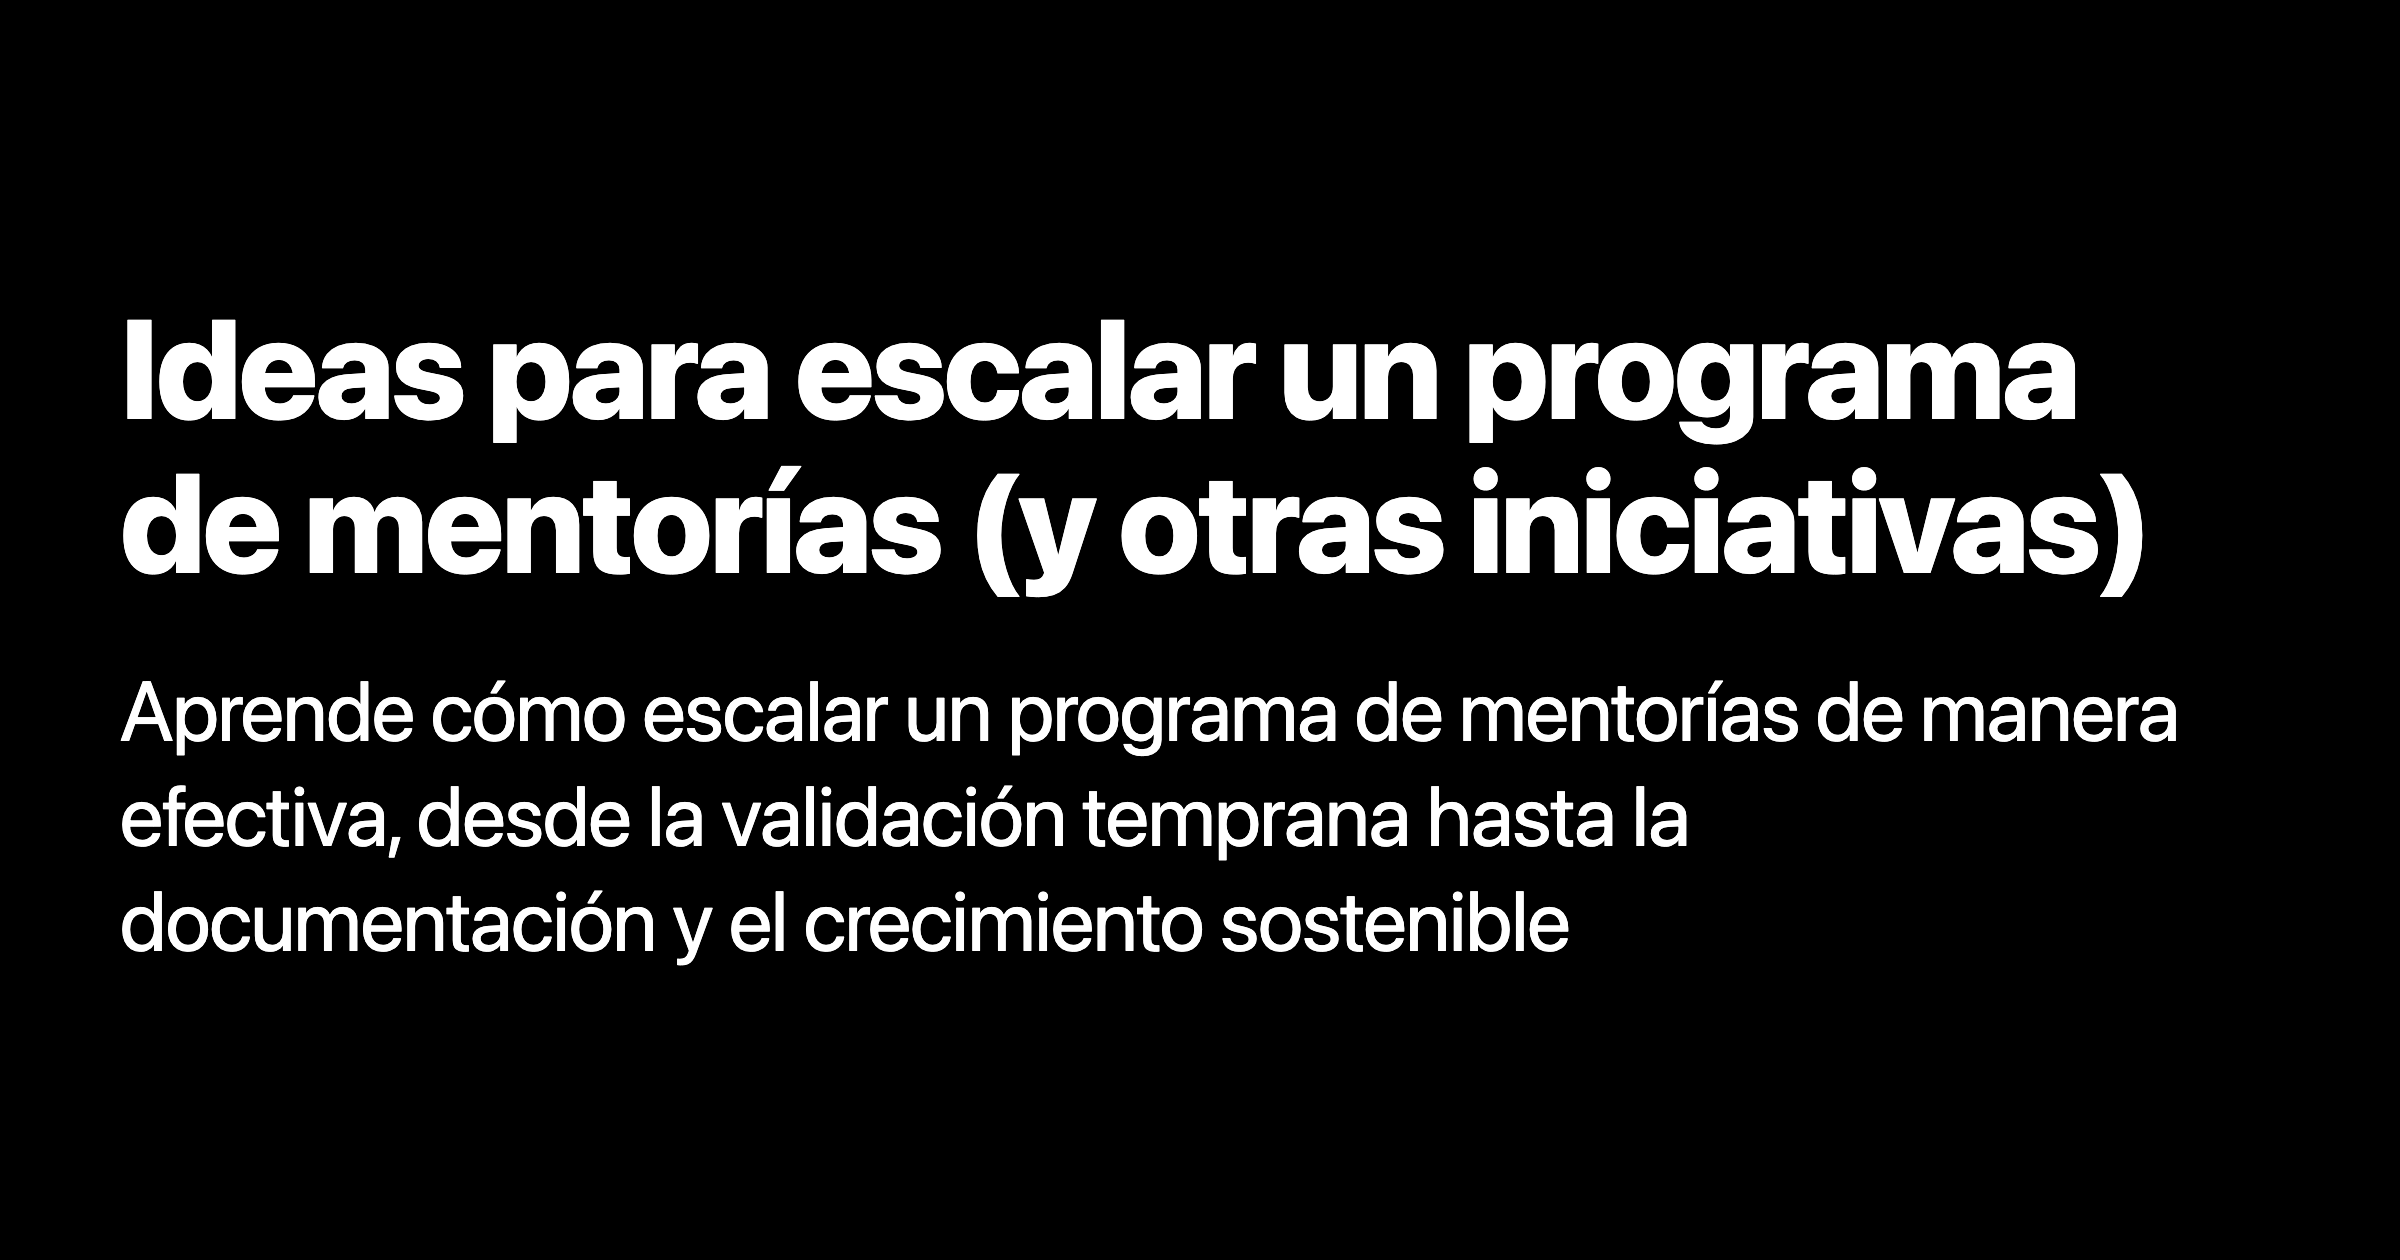 Ideas para escalar un programa
de mentorías (y otras iniciativas)
Aprende cómo escalar un programa de mentorías de manera
efectiva, desde la validación temprana hasta la
documentación y el crecimiento sostenible